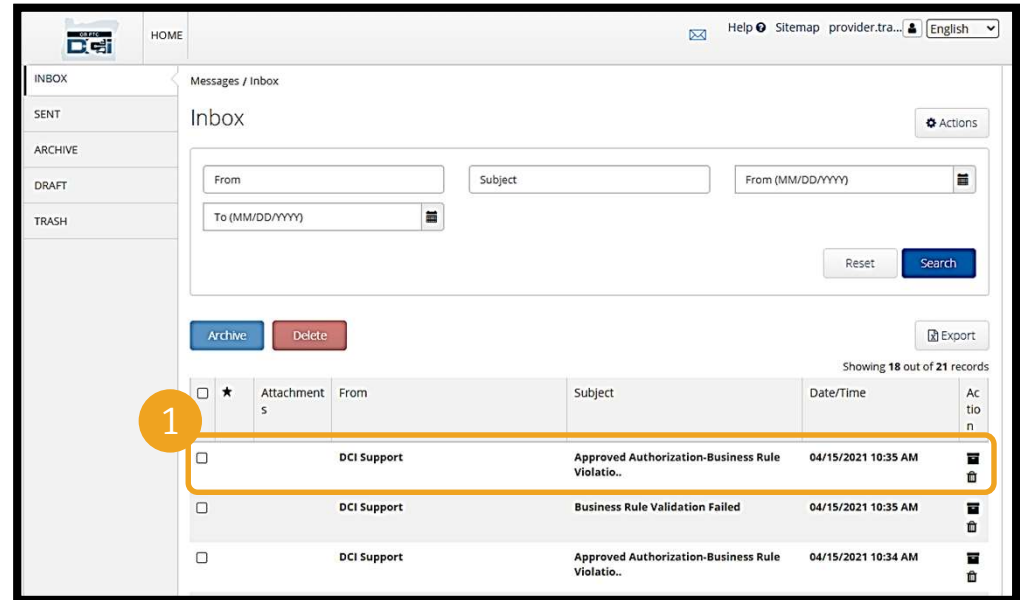 OR PTC
DCi
HOME
Help Sitemap provider.tra... English
INBOX
SENT
ARCHIVE
DRAFT
TRASH
Messages / Inbox
Inbox
Actions
From
Subject
From (MM/DD/YYYY)
To (MM/DD/YYYY)
Reset
Search
Archive
Delete
Export
Showing 18 out of 21 records
Attachment
s
From
Subject
Date/Time
Ac
tio
n
1
DCI Support
Approved Authorization-Business Rule
Violatio..
04/15/2021 10:35 AM
DCI Support
Business Rule Validation Failed
04/15/2021 10:35 AM
DCI Support
Approved Authorization-Business Rule
Violatio..
04/15/2021 10:34 AM